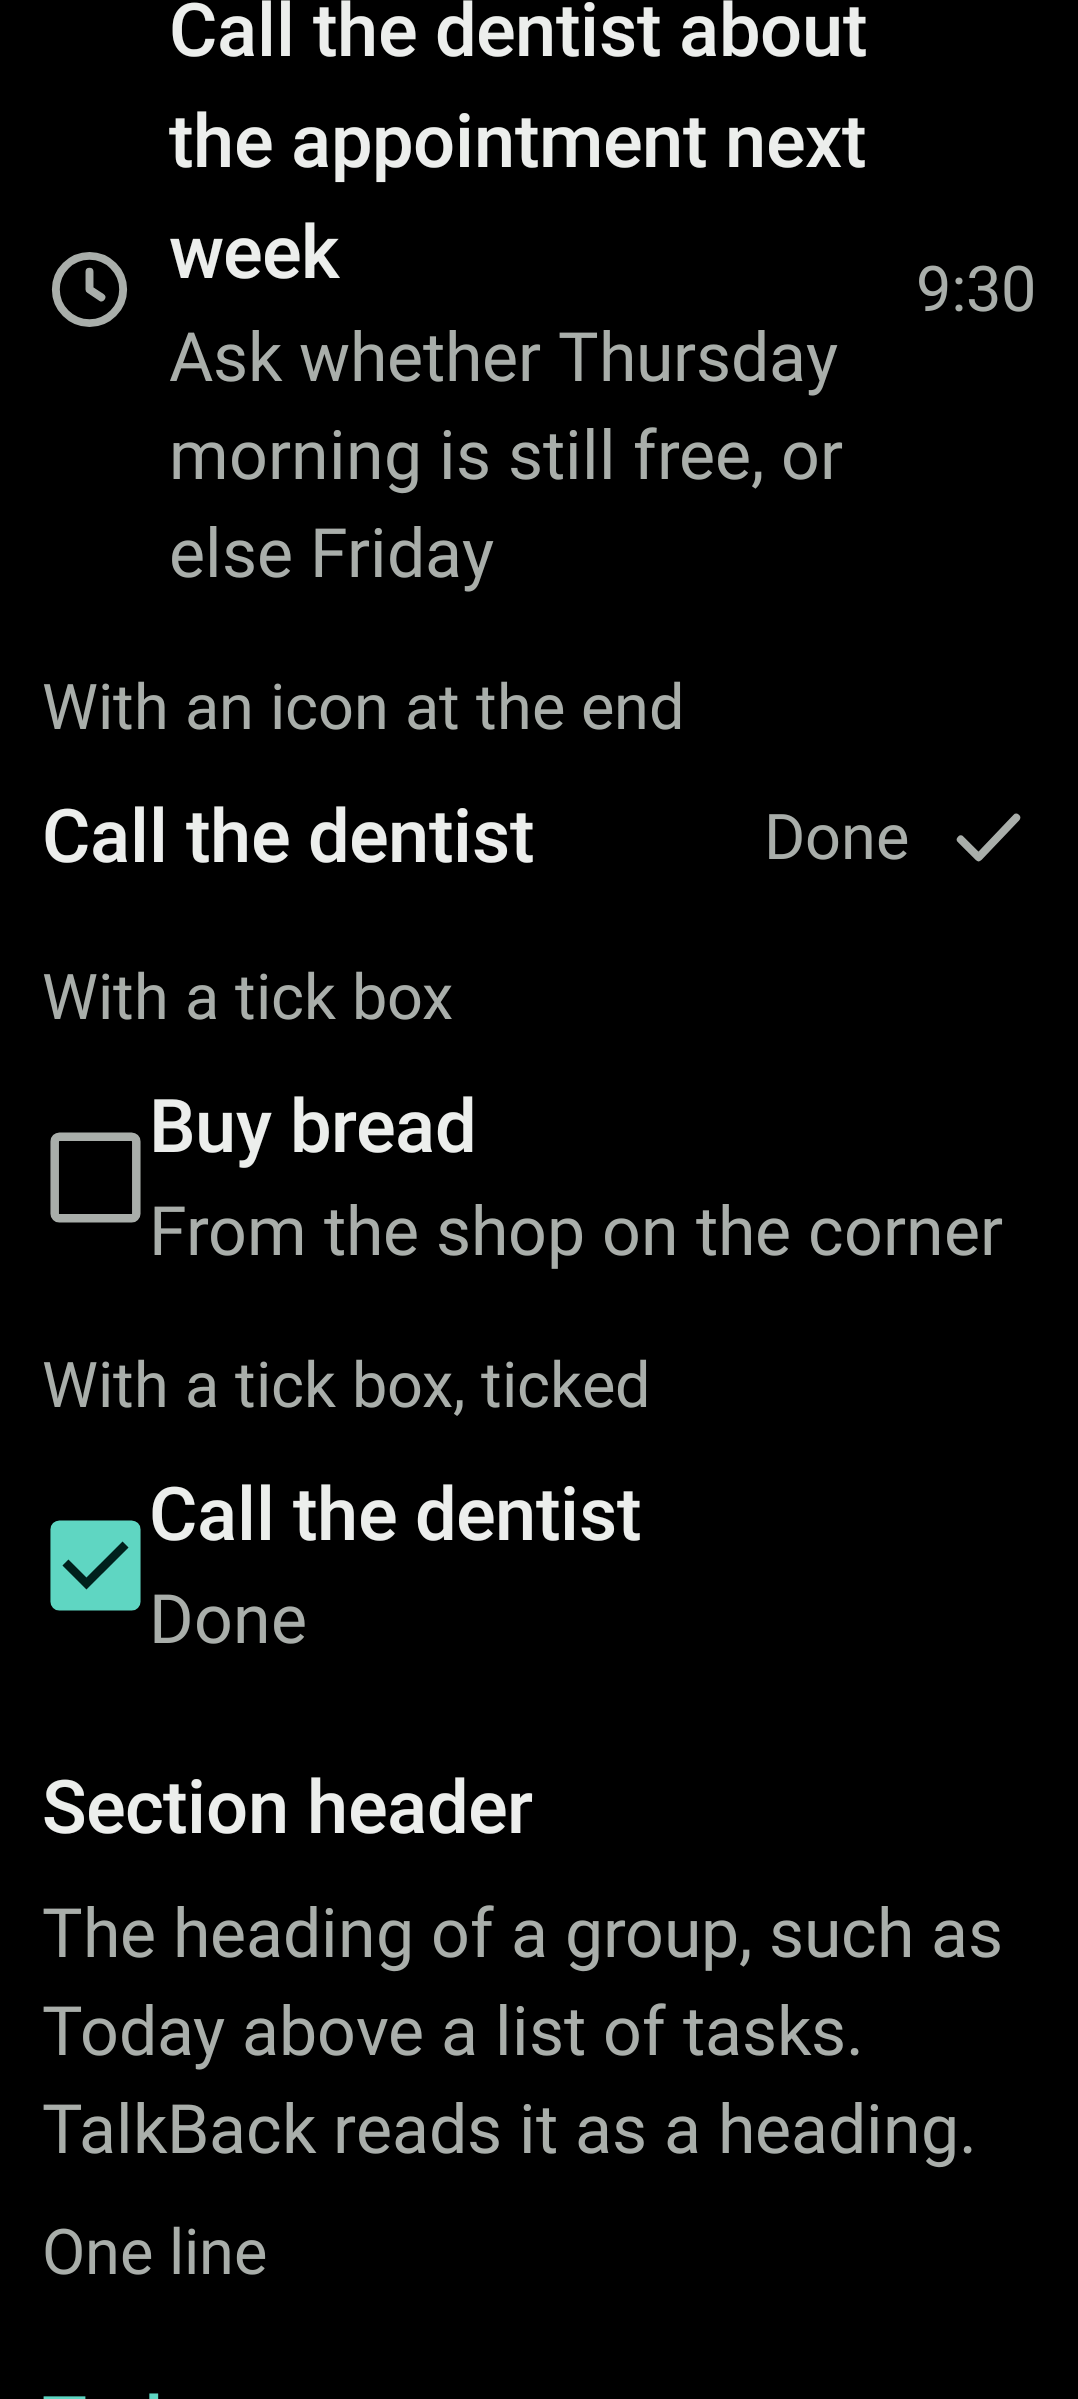 Call the dentist about
the appointment next
week
9:30
Ask whether Thursday
morning is still free, or
else Friday
With an icon at the end
Call the dentist
Done
With a tick box
Buy bread
From the shop on the corner
With a tick box, ticked
Call the dentist
Done
Section header
The heading of a group, such as
Today above a list of tasks.
TalkBack reads it as a heading.
One line